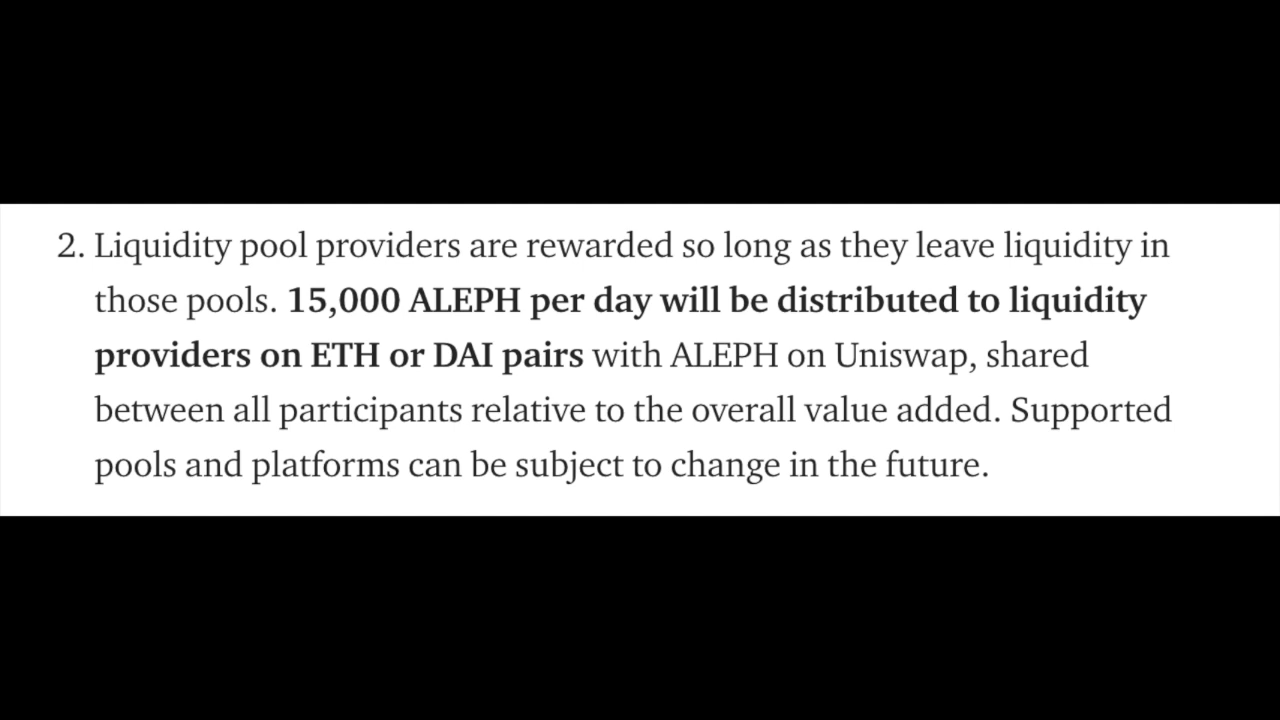 2. Liquidity pool providers are rewarded so long as they leave liquidity in
those pools. 15,000 ALEPH per day will be distributed to liquidity
providers on ETH or DAI pairs with ALEPH on Uniswap, shared
between all participants relative to the overall value added. Supported
pools and platforms can be subject to change in the future.